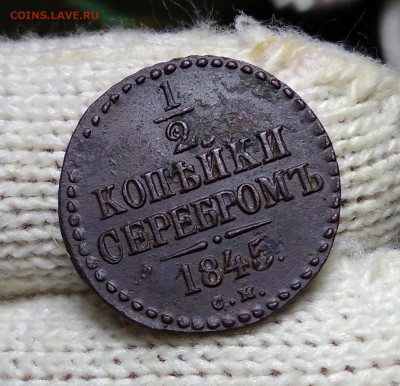 COINS.LAVE.RU
1
2
КОПѢЙКИ
СЕРЕБРОМЪ
1845.
С.М.